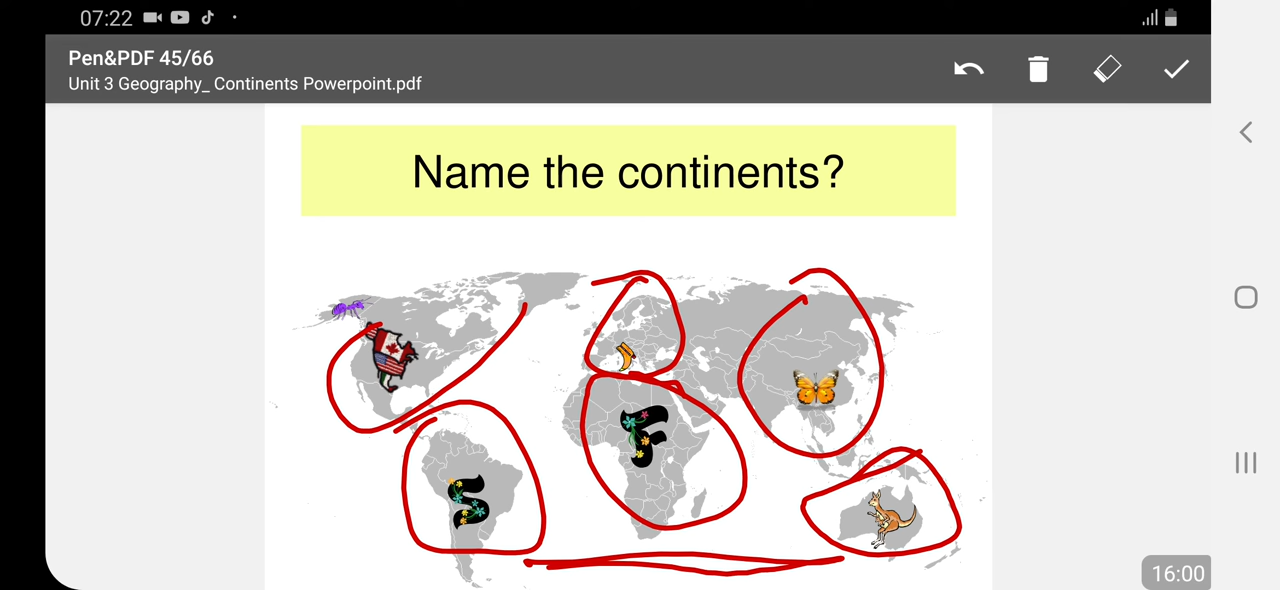 07:22
Pen&PDF 45/66
Unit 3 Geography_ Continents Powerpoint.pdf
Name the continents?
F
S
16:00